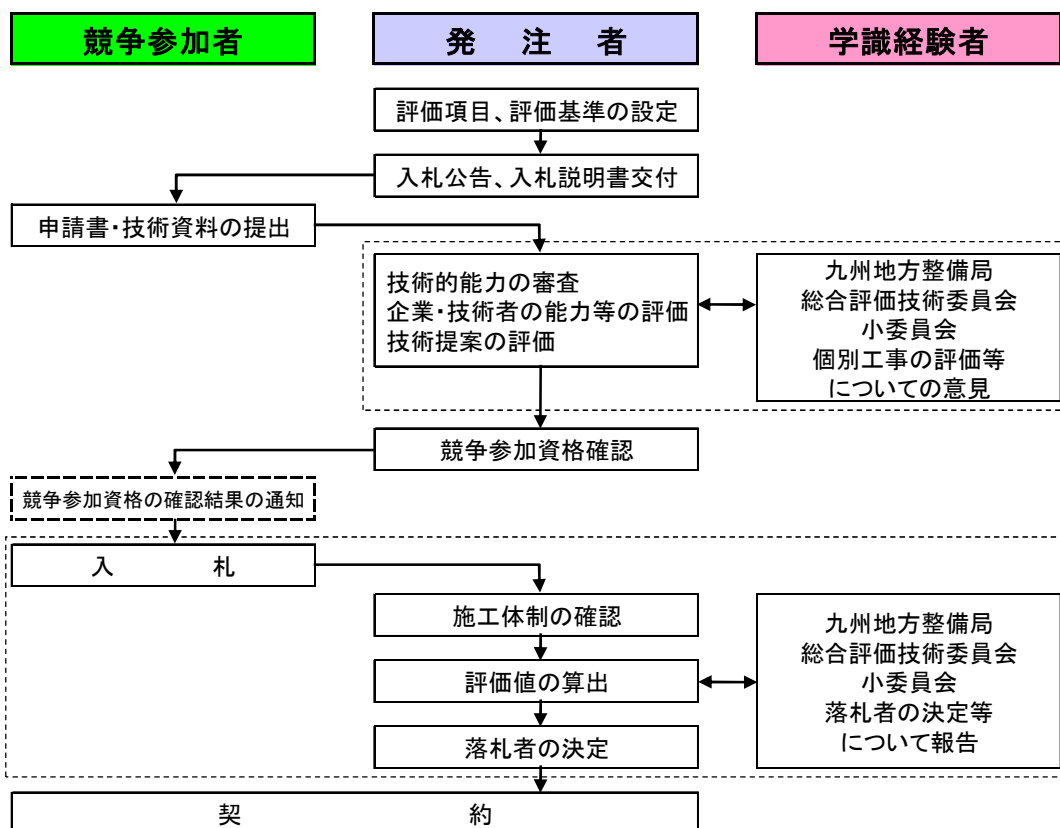 競争参加者
発注者
学識経験者
評価項目、評価基準の設定
入札公告、入札説明書交付
申請書・技術資料の提出
技術的能力の審査
企業・技術者の能力等の評価
技術提案の評価
九州地方整備局
総合評価技術委員会
小委員会
個別工事の評価等
についての意見
競争参加資格確認
競争参加資格の確認結果の通知
入札
施工体制の確認
評価値の算出
落札者の決定
九州地方整備局
総合評価技術委員会
小委員会
落札者の決定等
について報告
契約